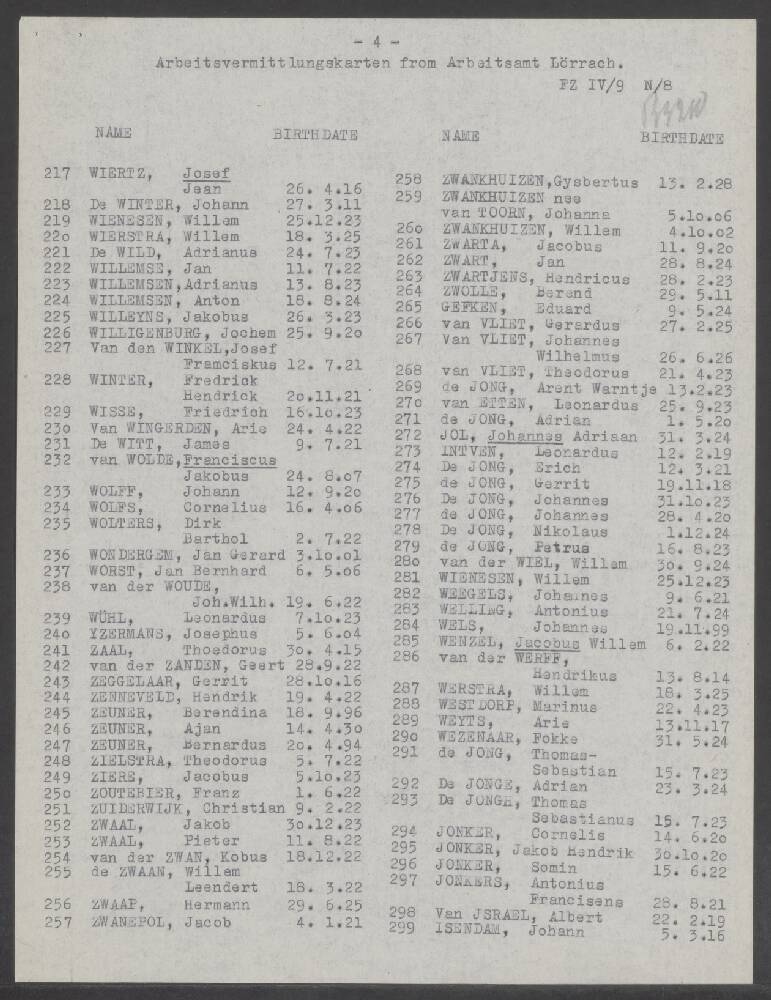 - 4 -
Arbeitsvermittlungskarten from Arbeitsamt Lörrach.
FZ IV/9 N/8
NAME BIRTHDATE
217 WIERTZ, Josef
Jean 26. 4.16
218 De WINTER, Johann 27. 3.11
219 WIENESEN, Willem 25.12.23
220 WIERSTRA, Willem 18. 3.25
221 De WILD, Adrianus 24. 7.23
222 WILLEMSE, Jan 11. 7.22
223 WILLEMSEN,Adrianus 13. 8.23
224 WILLEMSEN, Anton 18. 8.24
225 WILLEYNS, Jakobus 26. 3.23
226 WILLIGENBURG, Jochem 25. 9.20
227 Van den WINKEL,Josef
Framciskus 12. 7.21
228 WINTER, Fredrick
Hendrick 20.11.21
229 WISSE, Friedrich 16.10.23
230 Van WINGERDEN, Arie 24. 4.22
231 De WITT, James 9. 7.21
232 van WOLDE,Franciscus
Jakobus 24. 8.07
233 WOLFF, Johann 12. 9.20
234 WOLFS, Cornelius 16. 4.06
235 WOLTERS, Dirk
Barthol 2. 7.22
236 WONDERGEM, Jan Gerard 3.10.01
237 WORST, Jan Bernhard 6. 5.06
238 van der WOUDE,
Joh.Wilh. 19. 6.22
239 WÜHL, Leonardus 7.10.23
240 YZERMANS, Josephus 5. 6.04
241 ZAAL, Thoedorus 30. 4.15
242 van der ZANDEN, Geert 28.9.22
243 ZEGGELAAR, Gerrit 28.10.16
244 ZENNEVELD, Hendrik 19. 4.22
245 ZEUNER, Berendina 18. 9.96
246 ZEUNER, Ajan 14. 4.30
247 ZEUNER, Bernardus 20. 4.94
248 ZIELSTRA, Theodorus 5. 7.22
249 ZIERE, Jacobus 5.10.23
250 ZOUTEBIER, Franz 1. 6.22
251 ZUIDERWIJK, Christian 9. 2.22
252 ZWAAL, Jakob 30.12.23
253 ZWAAL, Pieter 11. 8.22
254 van der ZWAN, Kobus 18.12.22
255 de ZWAAN, Willem
Leendert 18. 3.22
256 ZWAAP, Hermann 29. 6.25
257 ZWANEPOL, Jacob 4. 1.21
NAME BIRTHDATE
258 ZWANKHUIZEN,Gysbertus 13. 2.28
259 ZWANKHUIZEN nee
van TOORN, Johanna 5.10.06
260 ZWANKHUIZEN, Willem 4.10.02
261 ZWARTA, Jacobus 11. 9.20
262 ZWART, Jan 28. 8.24
263 ZWARTJENS, Hendricus 28. 2.23
264 ZWOLLE, Berend 29. 5.11
265 GEFKEN, Eduard 9. 5.24
266 van VLIET, Gerardus 27. 2.25
267 Van VLIET, Johannes
Wilhelmus 26. 6.26
268 van VLIET, Theodorus 21. 4.23
269 de JONG, Arent Warntje 13.2.23
270 van ETTEN, Leonardus 25. 9.23
271 de JONG, Adrian 1. 5.20
272 JOL, Johannes Adriaan 31. 3.24
273 INTVEN, Leonardus 12. 2.19
274 De JONG, Erich 12. 3.21
275 de JONG, Gerrit 19.11.18
276 De JONG, Johannes 31.10.23
277 de JONG, Johannes 28. 4.20
278 De JONG, Nikolaus 1.12.24
279 de JONG, Petrus 16. 8.23
280 van der WIEL, Willem 30. 9.24
281 WIENESEN, Willem 25.12.23
282 WEEGELS, Johannes 9. 6.21
283 WELLING, Antonius 21. 7.24
284 WELS, Johannes 19.11.99
285 WENZEL, Jacobus Willem 6. 2.22
286 van der WERFF,
Hendrikus 13. 8.14
287 WERSTRA, Willem 18. 3.25
288 WESTDORP, Marinus 22. 4.23
289 WEYTS, Arie 13.11.17
290 WEZENAAR, Fokke 31. 5.24
291 de JONG, Thomas-
Sebastian 15. 7.23
292 De JONGE, Adrian 23. 3.24
293 De JONGE, Thomas
Sebastianus 15. 7.23
294 JONKER, Cornelis 14. 6.20
295 JONKER, Jakob Hendrik 30.10.20
296 JONKER, Somin 15. 6.22
297 JONKERS, Antonius
Francisens 28. 8.21
298 Van JSRAEL, Albert 22. 2.19
299 ISENDAM, Johann 5. 3.16